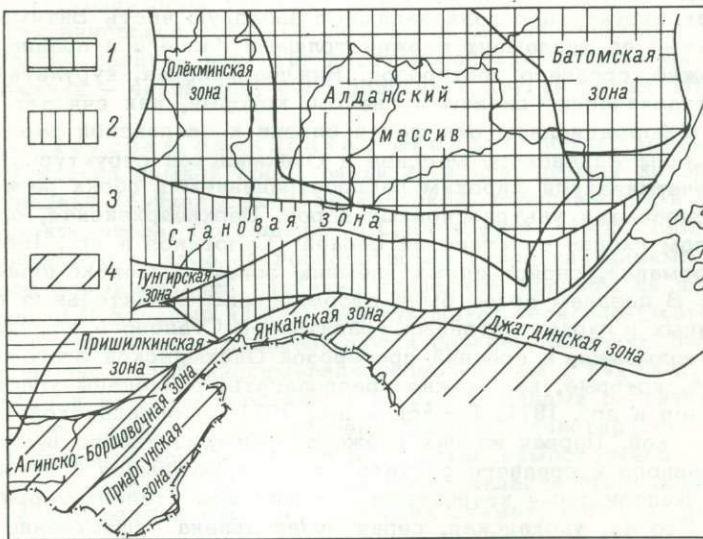 1
2
3
4
Олёкминская
зона
Алданский
массив
Батомгская
зона
Становая зона
Тунгирская
зона
Янканская зона
Джагдинская зона
Пришилкинская
зона
Агинско-Борщовочная зона
Приаргунская
зона